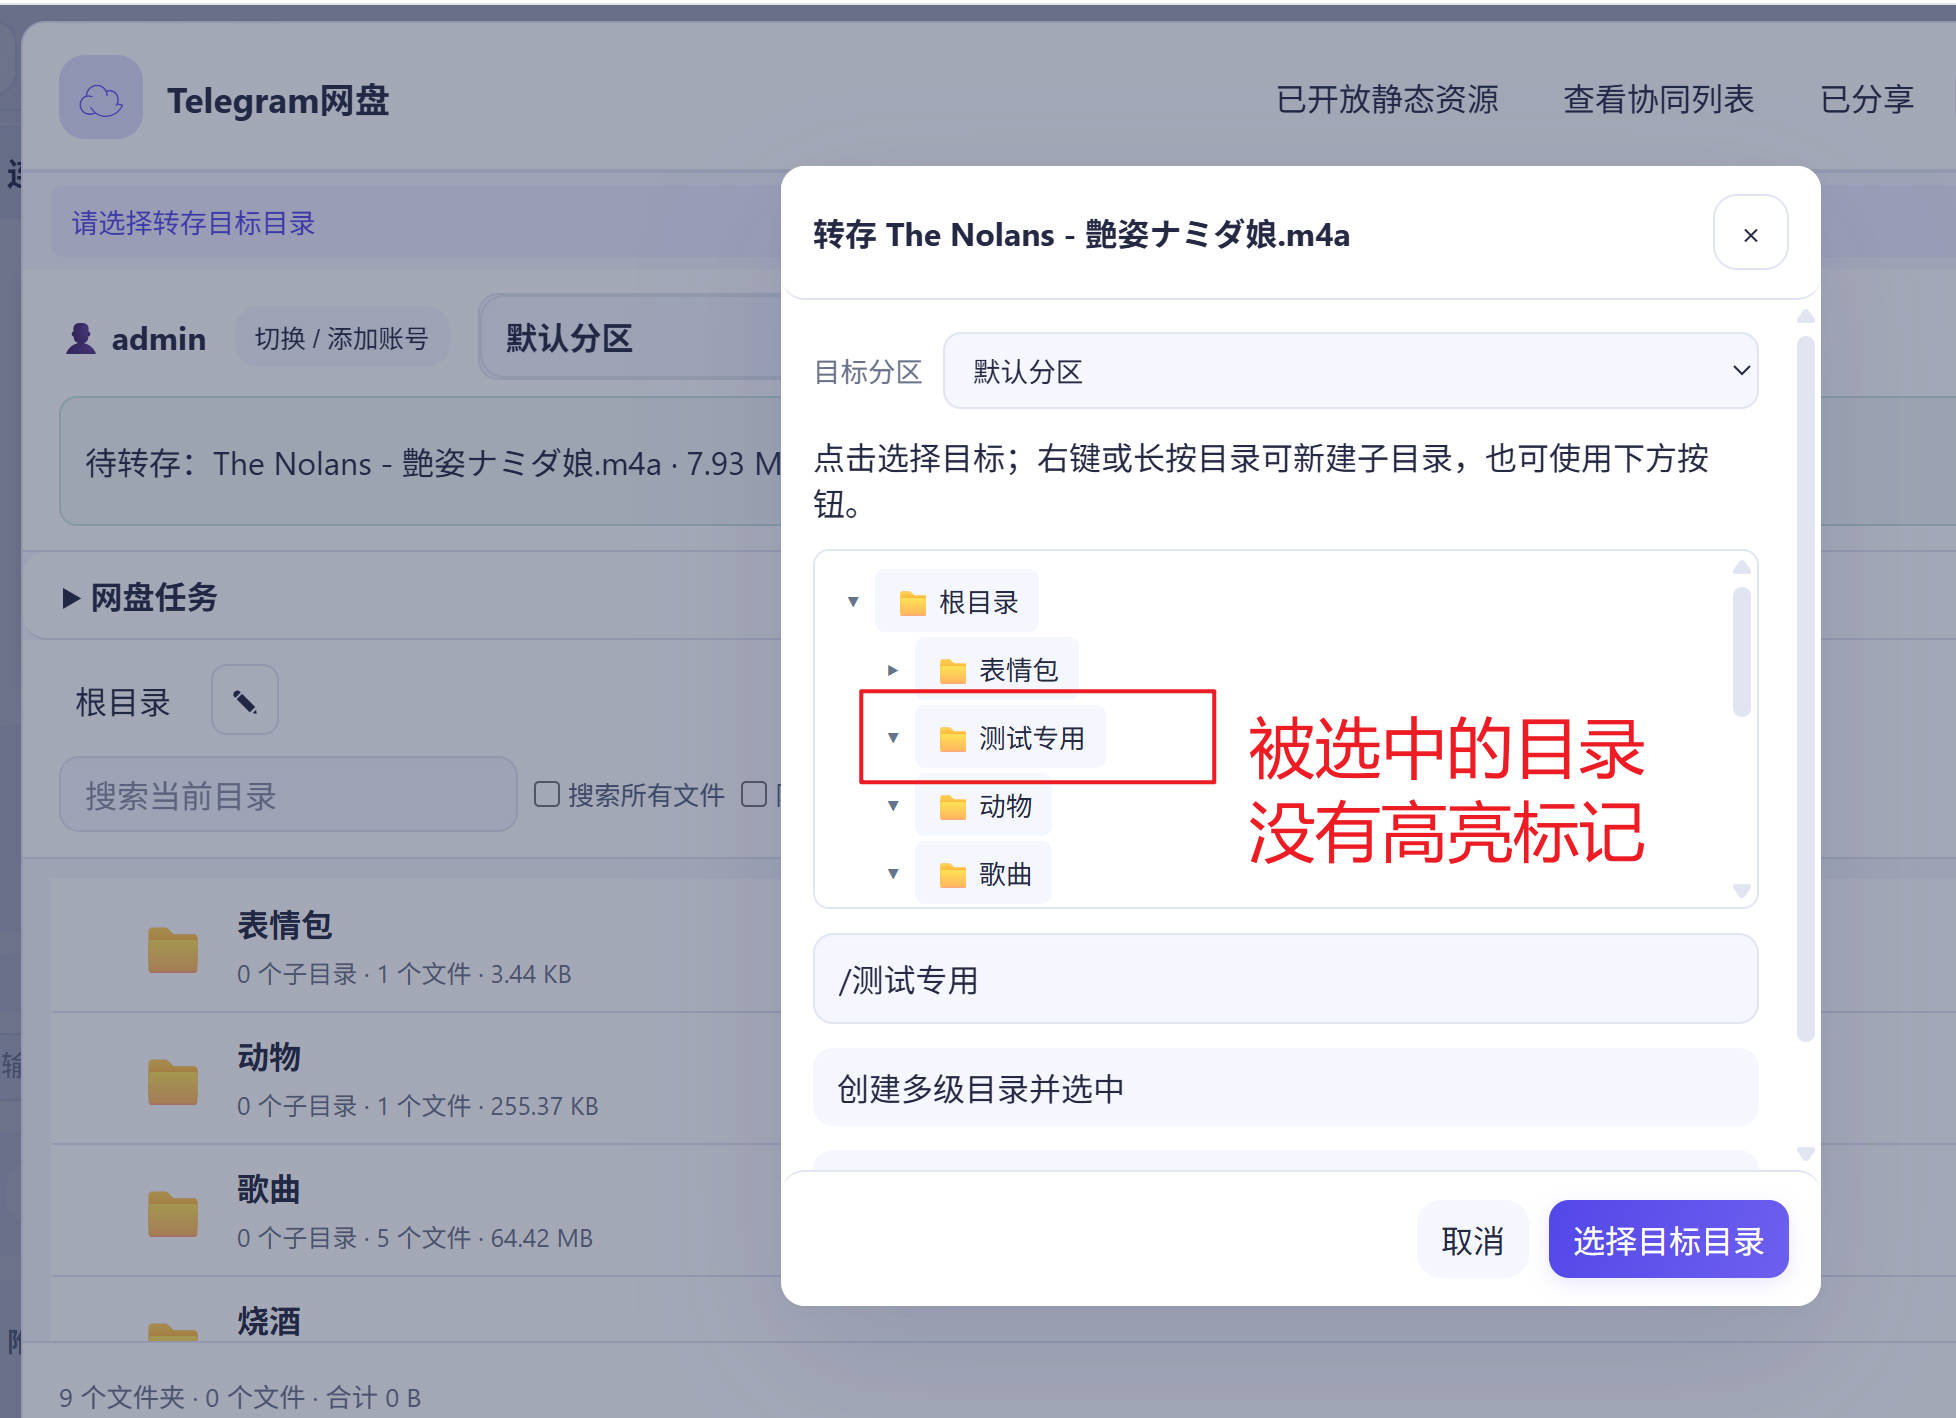 Telegram网盘
已开放静态资源
查看协同列表
已分享
请选择转存目标目录
admin
切换 / 添加账号
默认分区
待转存：The Nolans - 艶姿ナミダ娘.m4a · 7.93 M
▶ 网盘任务
根目录
搜索当前目录
搜索所有文件
表情包
0 个子目录 · 1 个文件 · 3.44 KB
动物
0 个子目录 · 1 个文件 · 255.37 KB
歌曲
0 个子目录 · 5 个文件 · 64.42 MB
烧酒
9 个文件夹 · 0 个文件 · 合计 0 B
转存 The Nolans - 艶姿ナミダ娘.m4a
×
目标分区
默认分区
点击选择目标；右键或长按目录可新建子目录，也可使用下方按
钮。
根目录
表情包
测试专用
动物
歌曲
被选中的目录
没有高亮标记
/测试专用
创建多级目录并选中
取消
选择目标目录